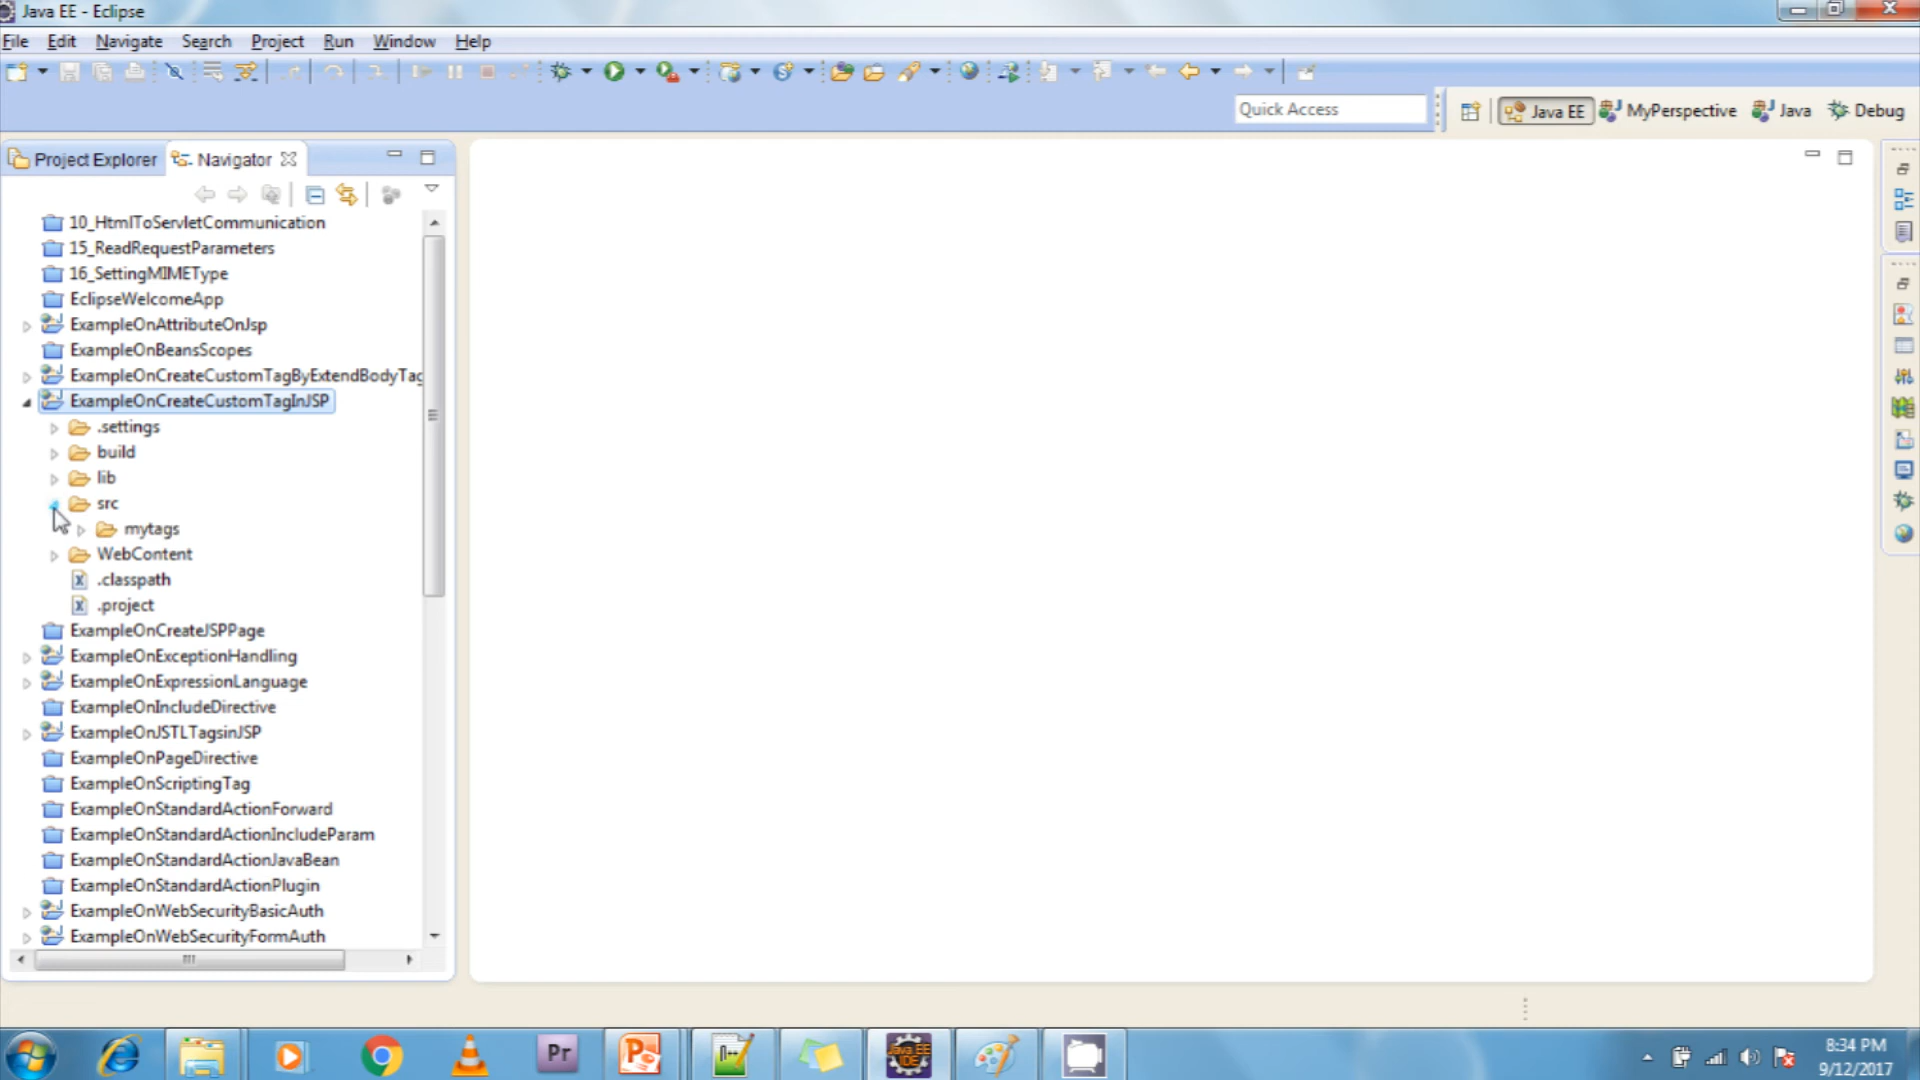 Java EE - Eclipse
File Edit Navigate Search Project Run Window Help
Quick Access
Java EE MyPerspective Java Debug
Project Explorer Navigator
10_HtmlToServletCommunication
15_ReadRequestParameters
16_SettingMIMEType
EclipseWelcomeApp
ExampleOnAttributeOnJsp
ExampleOnBeansScopes
ExampleOnCreateCustomTagByExtendBodyTag
ExampleOnCreateCustomTagInJSP
.settings
build
lib
src
mytags
WebContent
.classpath
.project
ExampleOnCreateJSPPage
ExampleOnExceptionHandling
ExampleOnExpressionLanguage
ExampleOnIncludeDirective
ExampleOnJSTLTagsinJSP
ExampleOnPageDirective
ExampleOnScriptingTag
ExampleOnStandardActionForward
ExampleOnStandardActionIncludeParam
ExampleOnStandardActionJavaBean
ExampleOnStandardActionPlugin
ExampleOnWebSecurityBasicAuth
ExampleOnWebSecurityFormAuth
Pr
Java EE
IDE
8:34 PM
9/12/2017